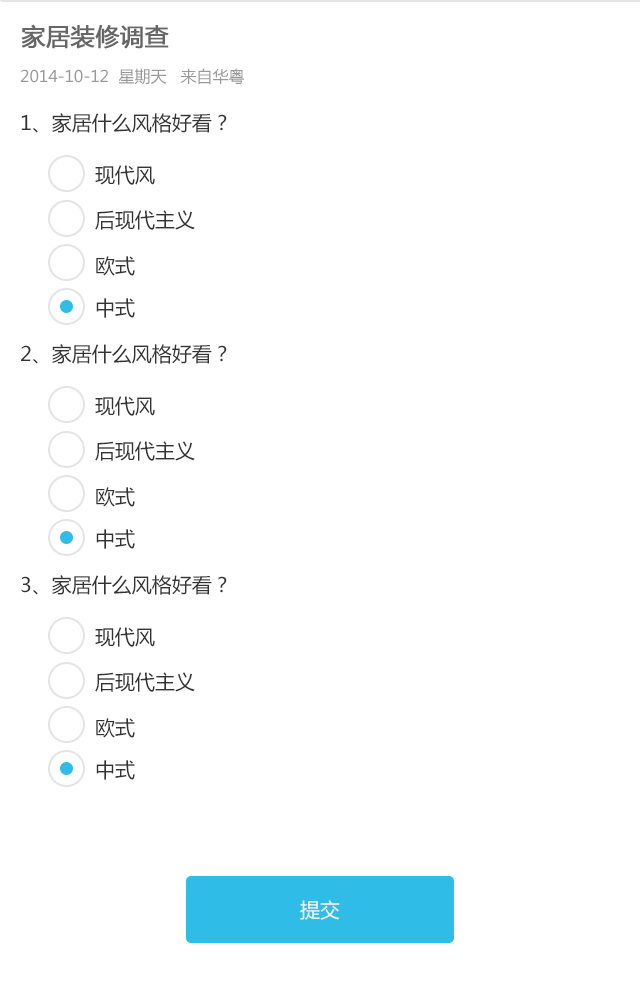 家居装修调查
2014-10-12 星期天 来自华粤
1、家居什么风格好看？
现代风
后现代主义
欧式
中式
2、家居什么风格好看？
现代风
后现代主义
欧式
中式
3、家居什么风格好看？
现代风
后现代主义
欧式
中式
提交